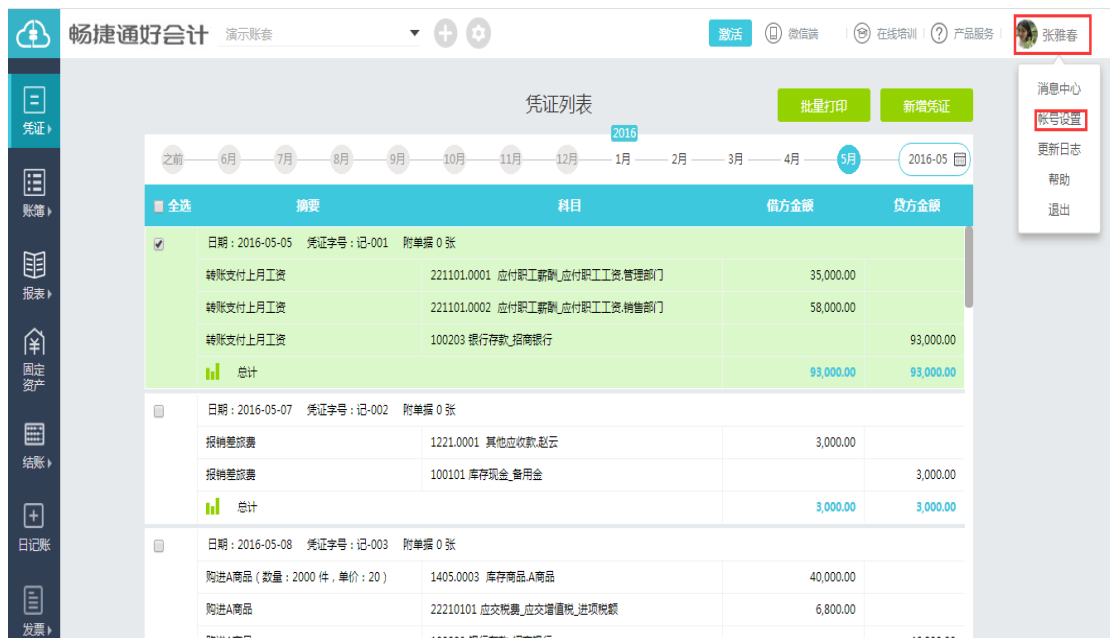 畅捷通好会计 演示账套 激活 微信端 在线培训 产品服务 张雅春
消息中心
帐号设置
更新日志
帮助
退出
凭证
账簿
报表
固定
资产
结账
日记账
发票
凭证列表 批量打印 新增凭证
2016
之前 6月 7月 8月 9月 10月 11月 12月 1月 2月 3月 4月 5月 2016-05
全选 摘要 科目 借方金额 贷方金额
日期：2016-05-05 凭证字号：记-001 附单据 0 张
转账支付上月工资 221101.0001 应付职工薪酬_应付职工工资.管理部门 35,000.00
转账支付上月工资 221101.0002 应付职工薪酬_应付职工工资.销售部门 58,000.00
转账支付上月工资 100203 银行存款_招商银行 93,000.00
总计 93,000.00 93,000.00
日期：2016-05-07 凭证字号：记-002 附单据 0 张
报销差旅费 1221.0001 其他应收款.赵云 3,000.00
报销差旅费 100101 库存现金_备用金 3,000.00
总计 3,000.00 3,000.00
日期：2016-05-08 凭证字号：记-003 附单据 0 张
购进A商品（数量：2000 件，单价：20） 1405.0003 库存商品.A商品 40,000.00
购进A商品 22210101 应交税费_应交增值税_进项税额 6,800.00